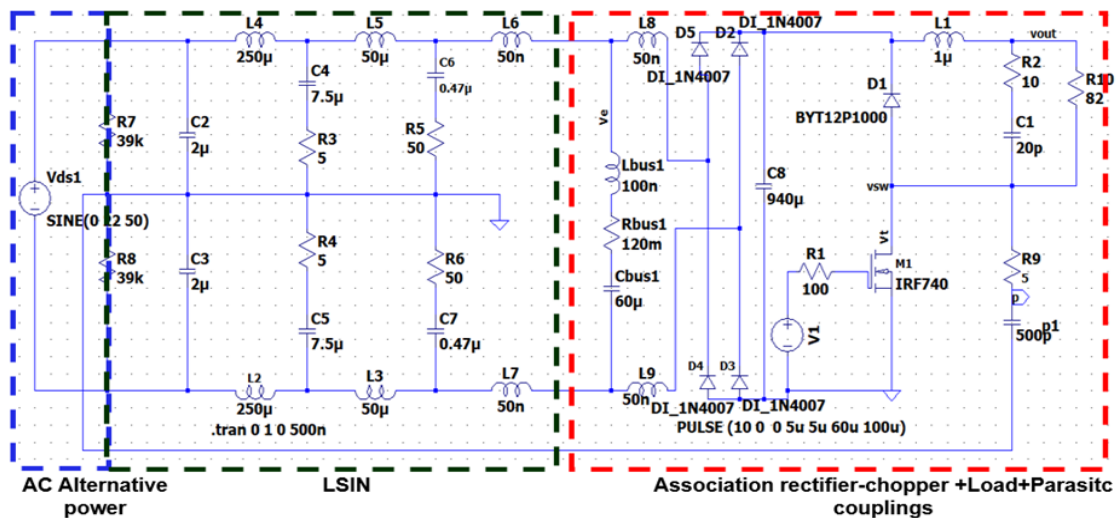 L4
250µ
L5
50µ
L6
50n
L8
50n
D5
D2
DI_1N4007
DI_1N4007
L1
1µ
vout
C4
7.5µ
C6
0.47µ
R2
10
R10
82
R7
39k
C2
2µ
R3
5
R5
50
Ve
D1
BYT12P1000
Lbus1
100n
C1
20p
Vds1
SINE(0 22 50)
C8
940µ
vsw
Rbus1
120m
R8
39k
C3
2µ
R4
5
R6
50
Vt
R1
100
M1
IRF740
R9
5
p
Cbus1
60µ
C5
7.5µ
C7
0.47µ
V1
500p
p1
L2
250µ
L3
50µ
L7
50n
L9
50n
D4
D3
DI_1N4007
DI_1N4007
.tran 0 1 0 500n
PULSE (10 0 0 5u 5u 60u 100u)
AC Alternative
power
LSIN
Association rectifier-chopper +Load+Parasitc
couplings